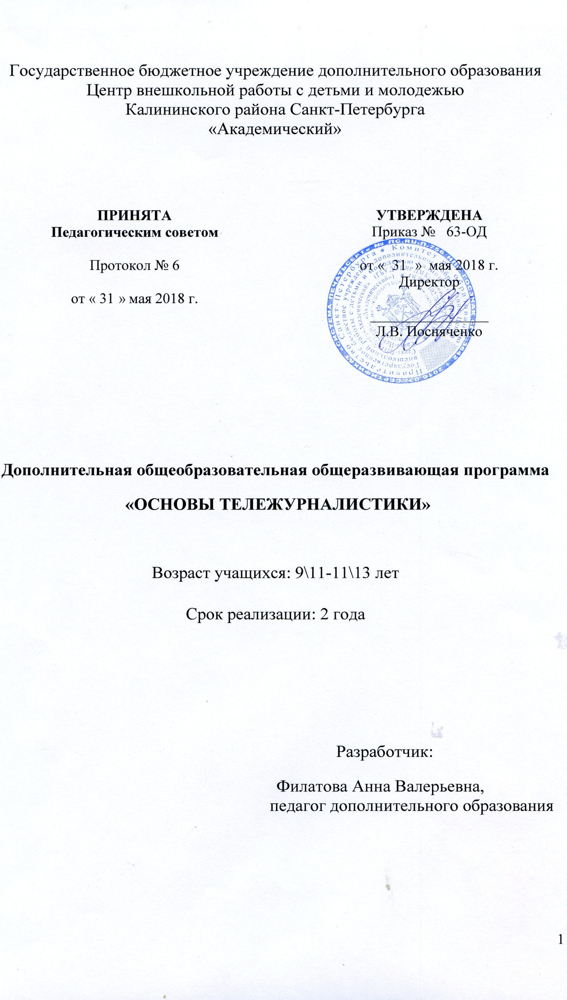 Государственное бюджетное учреждение дополнительного образования
Центр внешкольной работы с детьми и молодежью
Калининского района Санкт-Петербурга
«Академический»
ПРИНЯТА
Педагогическим советом
Протокол № 6
от « 31 » мая 2018 г.
УТВЕРЖДЕНА
Приказ № 63-ОД
от « 31 » мая 2018 г.
Директор
Л.В. Посняченко
Дополнительная общеобразовательная общеразвивающая программа
«ОСНОВЫ ТЕЛЕЖУРНАЛИСТИКИ»
Возраст учащихся: 9\11-11\13 лет
Срок реализации: 2 года
Разработчик:
Филатова Анна Валерьевна,
педагог дополнительного образования
1